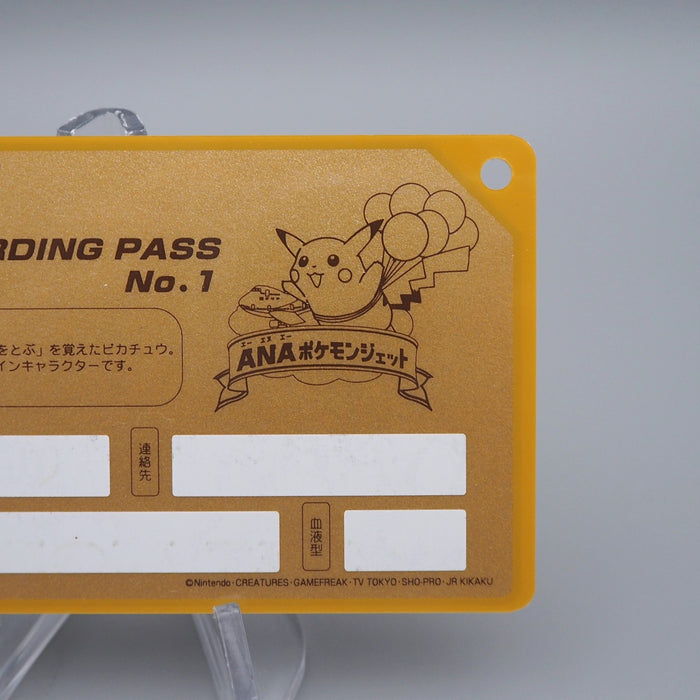 RDING PASS
No. 1
をとぶ」を覚えたピカチュウ。
インキャラクターです。
エー エヌ エー
ANAポケモンジェット
連絡先
血液型
©Nintendo・CREATURES・GAMEFREAK・TV TOKYO・SHO-PRO・JR KIKAKU